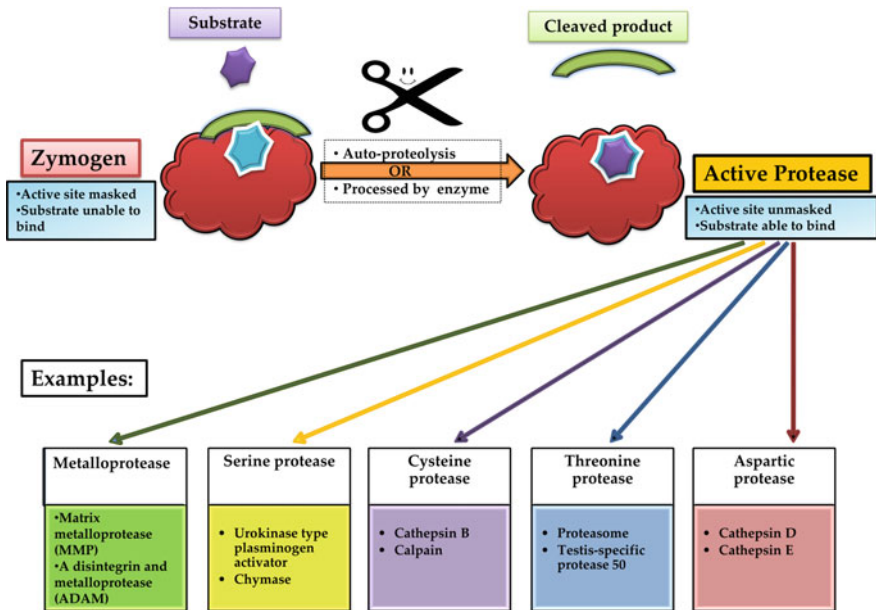 Substrate
Cleaved product
Zymogen
•Active site masked
•Substrate unable to
bind
• Auto-proteolysis
OR
• Processed by enzyme
Active Protease
•Active site unmasked
•Substrate able to bind
Examples:
Metalloprotease
•Matrix
metalloprotease
(MMP)
•A disintegrin and
metalloprotease
(ADAM)
Serine protease
• Urokinase type
plasminogen
activator
• Chymase
Cysteine
protease
• Cathepsin B
• Calpain
Threonine
protease
• Proteasome
• Testis-specific
protease 50
Aspartic
protease
• Cathepsin D
• Cathepsin E